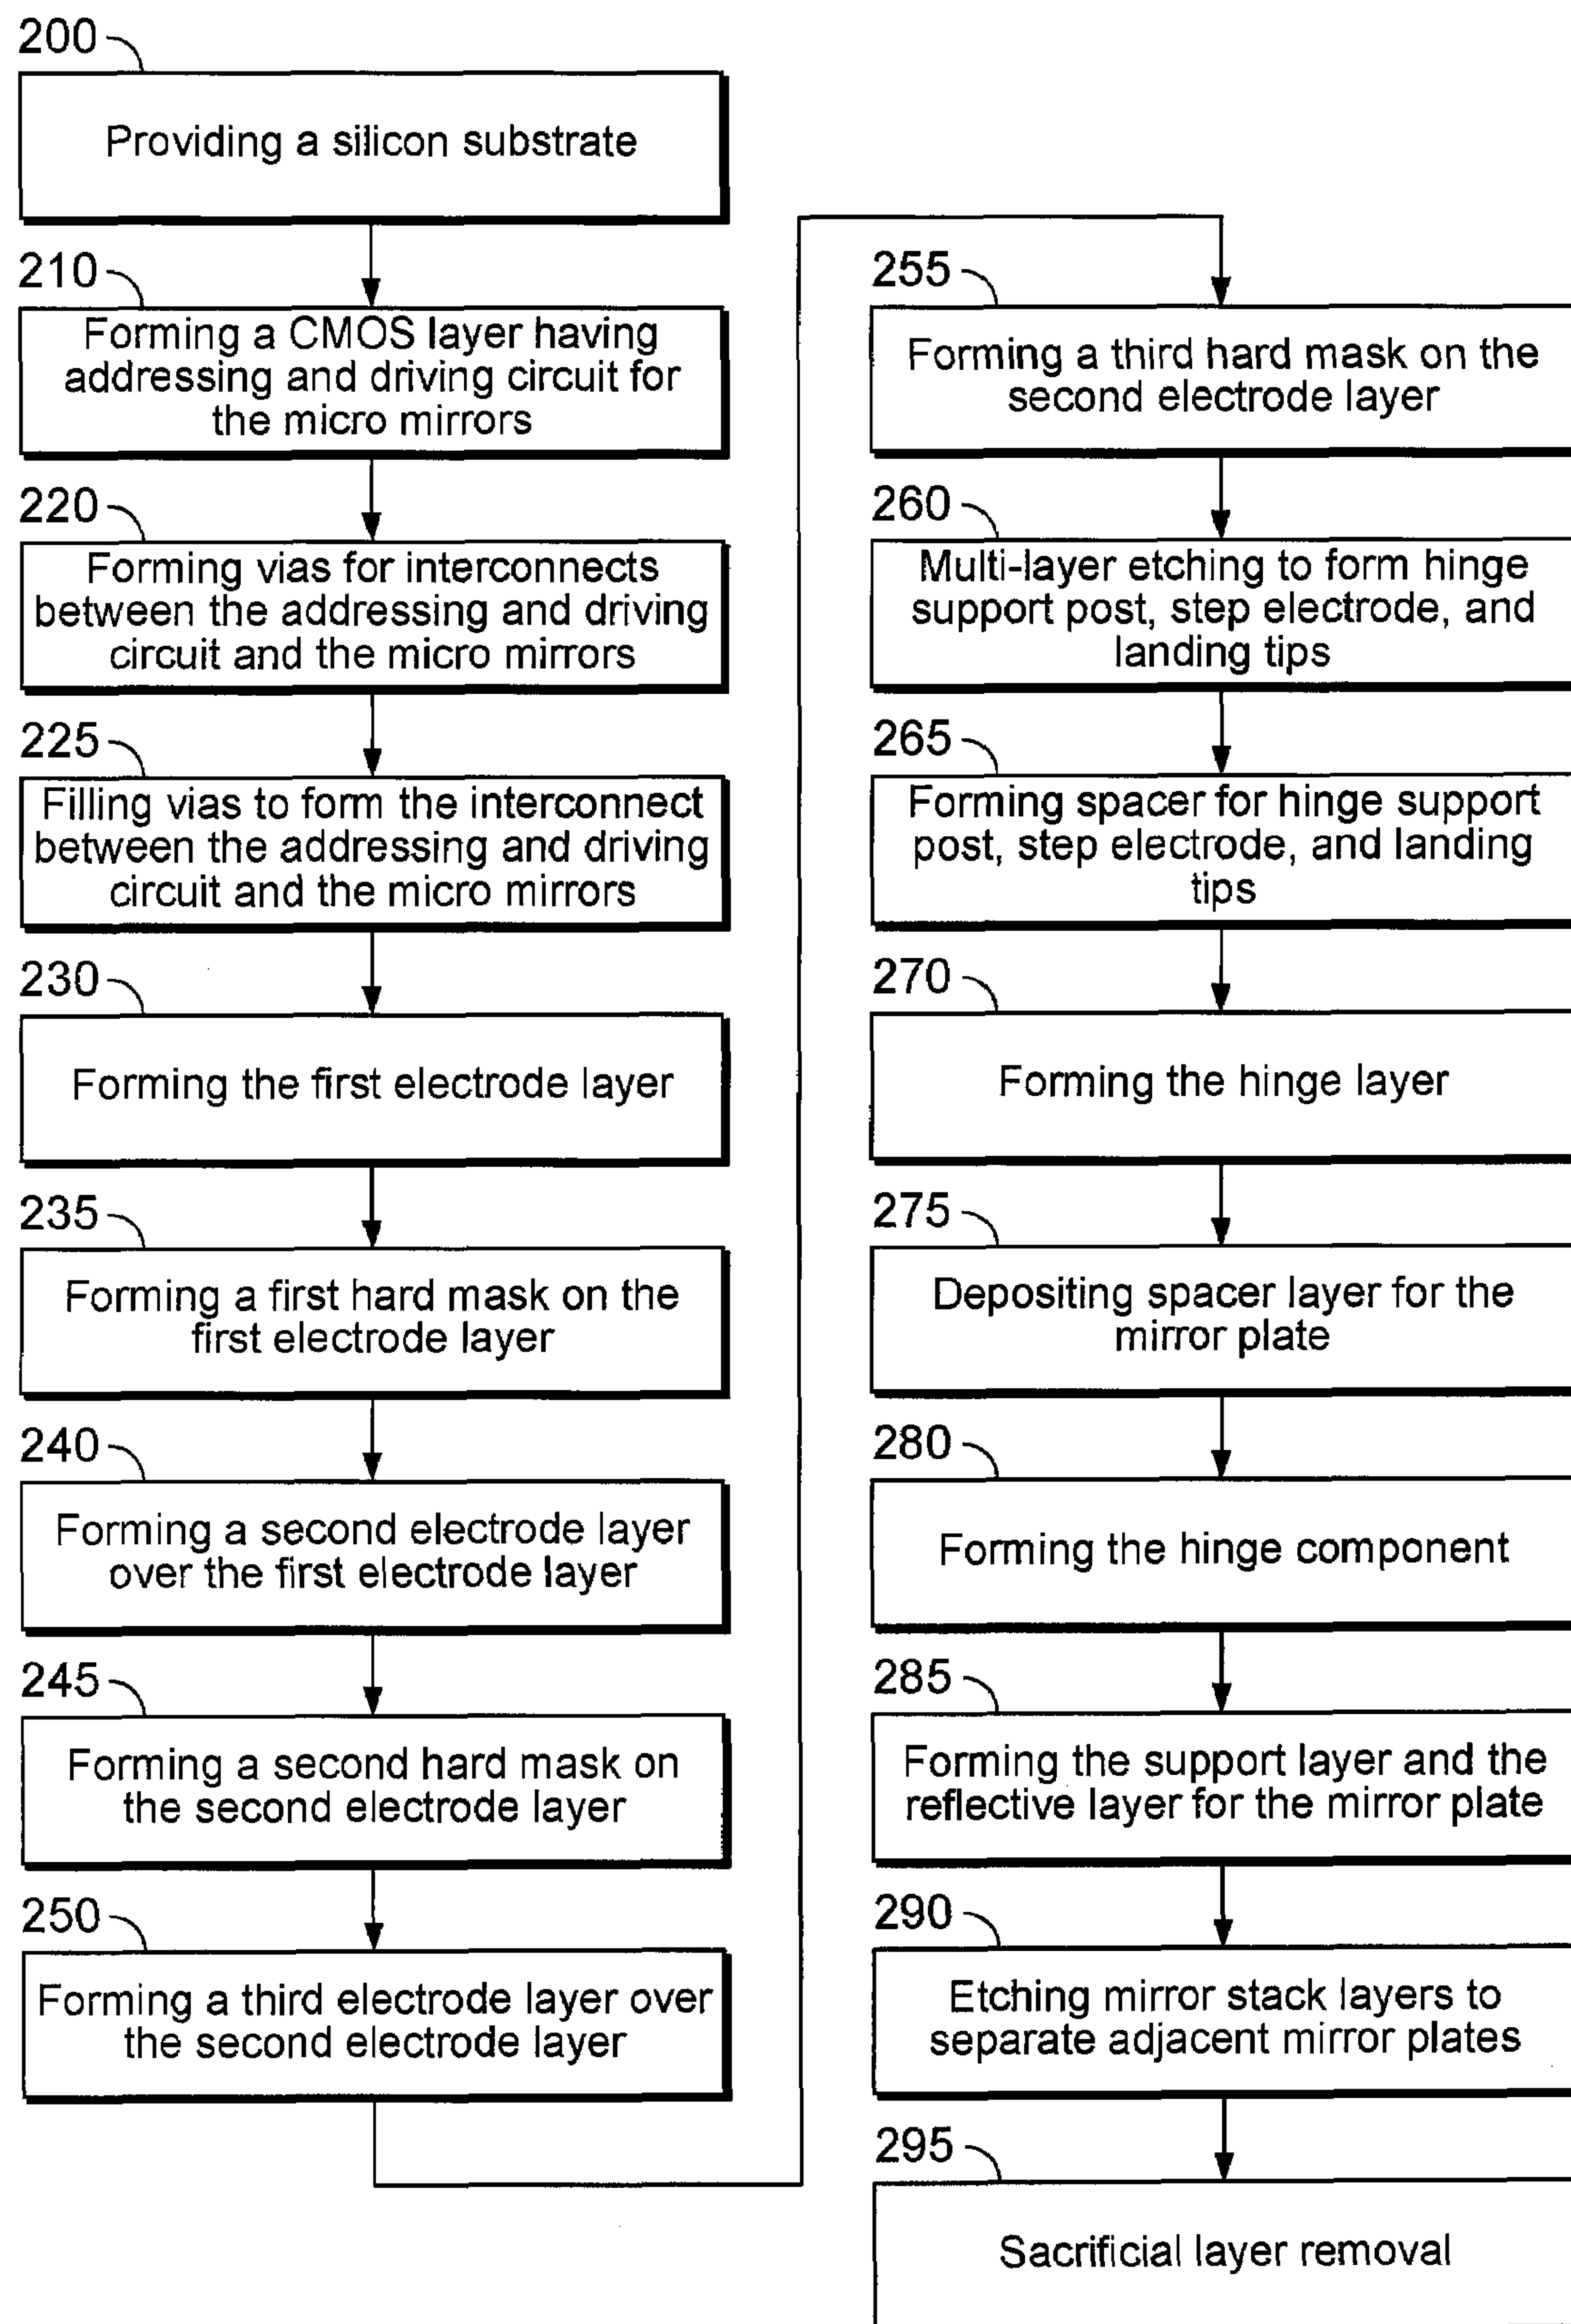 200
Providing a silicon substrate
210
Forming a CMOS layer having
addressing and driving circuit for
the micro mirrors
220
Forming vias for interconnects
between the addressing and driving
circuit and the micro mirrors
225
Filling vias to form the interconnect
between the addressing and driving
circuit and the micro mirrors
230
Forming the first electrode layer
235
Forming a first hard mask on the
first electrode layer
240
Forming a second electrode layer
over the first electrode layer
245
Forming a second hard mask on
the second electrode layer
250
Forming a third electrode layer over
the second electrode layer
255
Forming a third hard mask on the
second electrode layer
260
Multi-layer etching to form hinge
support post, step electrode, and
landing tips
265
Forming spacer for hinge support
post, step electrode, and landing
tips
270
Forming the hinge layer
275
Depositing spacer layer for the
mirror plate
280
Forming the hinge component
285
Forming the support layer and the
reflective layer for the mirror plate
290
Etching mirror stack layers to
separate adjacent mirror plates
295
Sacrificial layer removal